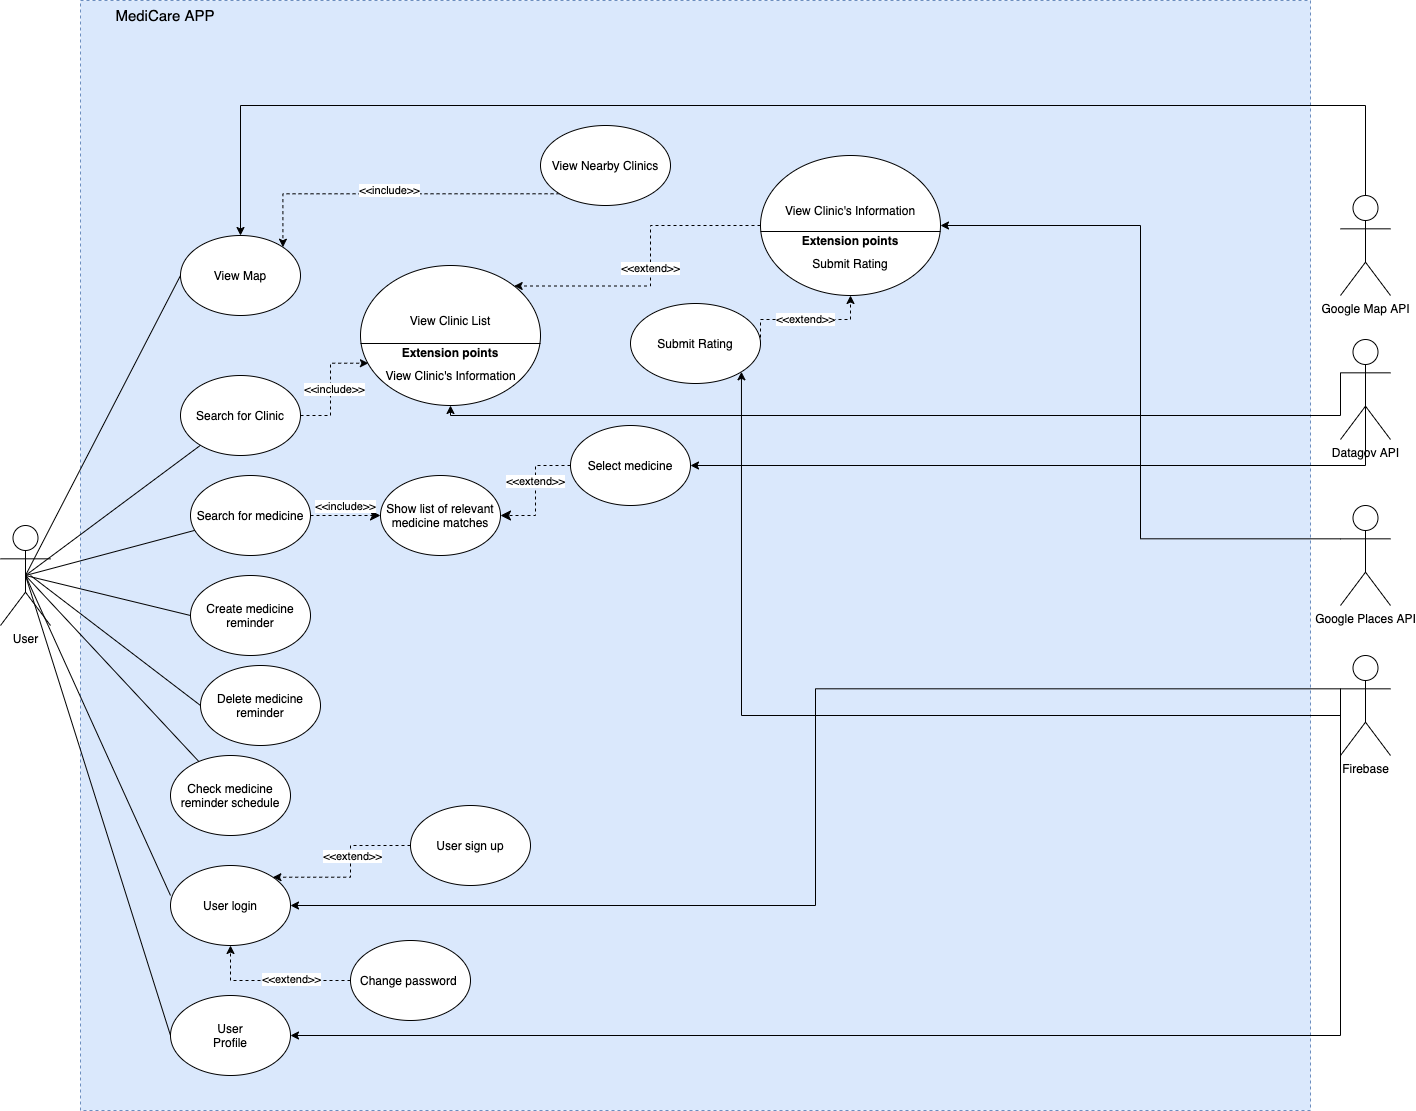 MediCare APP
View Nearby Clinics
<<include>>
View Clinic's Information
Extension points
Submit Rating
View Map
<<extend>>
Google Map API
View Clinic List
Extension points
View Clinic's Information
<<extend>>
Submit Rating
<<include>>
Search for Clinic
Datagov API
Select medicine
<<extend>>
Search for medicine
<<include>>
Show list of relevant
medicine matches
User
Create medicine
reminder
Google Places API
Delete medicine
reminder
Firebase
Check medicine
reminder schedule
User sign up
<<extend>>
User login
<<extend>>
Change password
User
Profile